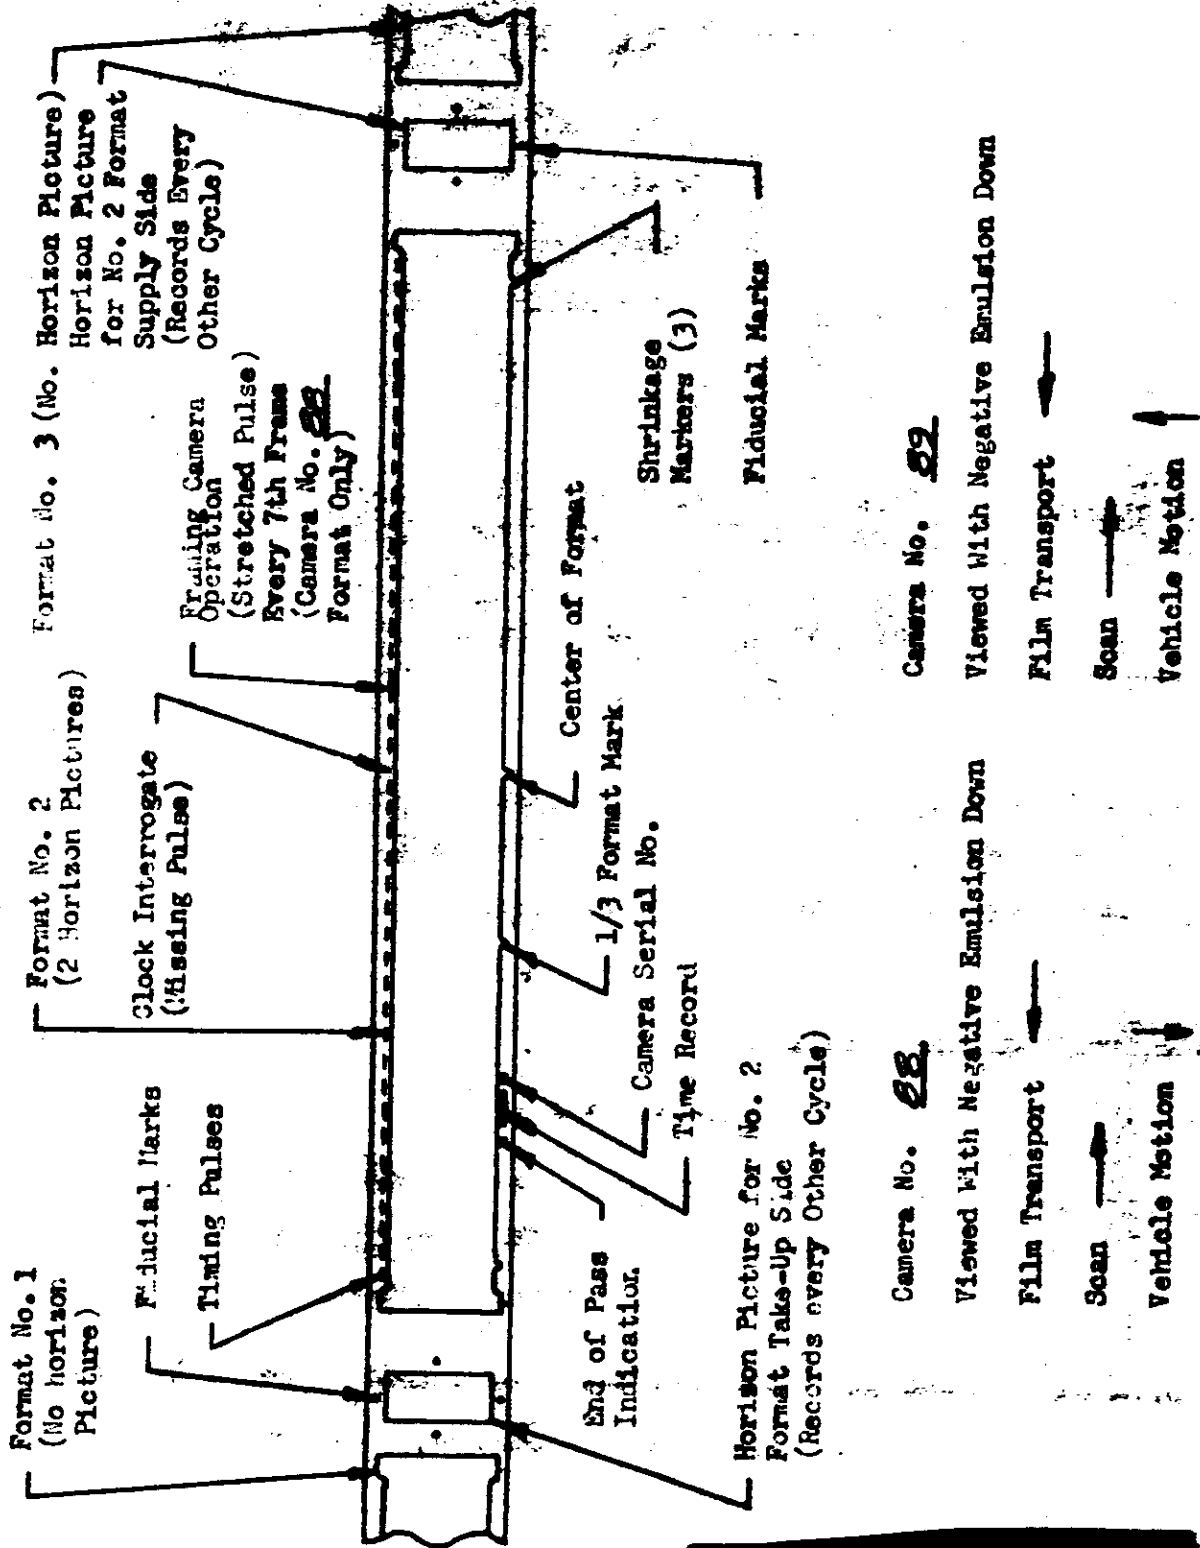 Format No. 1
(No horizon
Picture)
Fiducial Marks
Timing Pulses
Format No. 2
(2 Horizon Pictures)
Clock Interrogate
(Missing Pulse)
Format No. 3 (No. Horizon Picture)
Horizon Picture
for No. 2 Format
Supply Side
(Records Every
Other Cycle)
Framing Camera
Operation
(Stretched Pulse)
Every 7th Frame
(Camera No. 88
Format Only)
End of Pass
Indication.
Horizon Picture for No. 2
Format Take-Up Side
(Records every Other Cycle)
Time Record
Camera Serial No.
1/3 Format Mark
Center of Format
Shrinkage
Markers (3)
Fiducial Marks
Camera No. 88
Viewed With Negative Emulsion Down
Film Transport
Scan
Vehicle Motion
Camera No. 89
Viewed With Negative Emulsion Down
Film Transport
Scan
Vehicle Motion